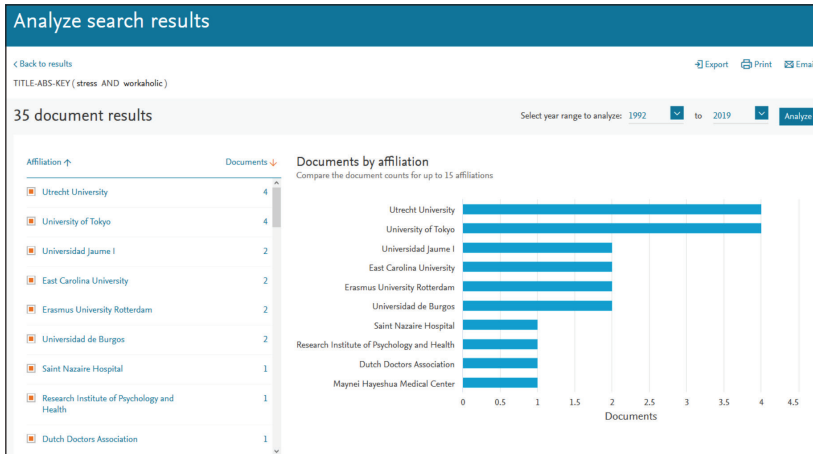 Analyze search results
< Back to results
Export Print Emai
TITLE-ABS-KEY ( stress AND workaholic )
35 document results
Select year range to analyze: 1992 to 2019 Analyze
Affiliation ↑ Documents ↓
Utrecht University 4
University of Tokyo 4
Universidad Jaume I 2
East Carolina University 2
Erasmus University Rotterdam 2
Universidad de Burgos 2
Saint Nazaire Hospital 1
Research Institute of Psychology and 1
Health
Dutch Doctors Association 1
Documents by affiliation
Compare the document counts for up to 15 affiliations
Utrecht University
University of Tokyo
Universidad Jaume I
East Carolina University
Erasmus University Rotterdam
Universidad de Burgos
Saint Nazaire Hospital
Research Institute of Psychology and Health
Dutch Doctors Association
Maynei Hayeshua Medical Center
0 0.5 1 1.5 2 2.5 3 3.5 4 4.5
Documents